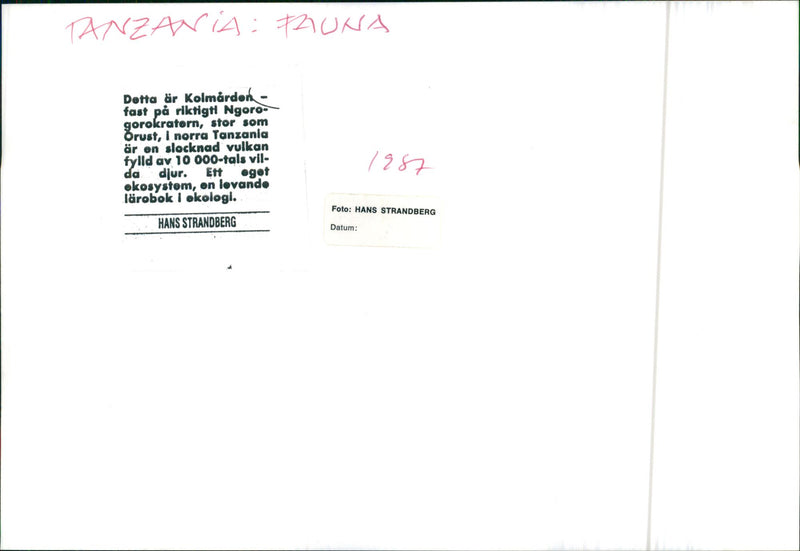 TANZANIA: FAUNA
Detta är Kolmården –
fast på riktigt! Ngoro-
gorokratern, stor som
Orust, i norra Tanzania
är en slocknad vulkan
fylld av 10 000-tals vil-
da djur. Ett eget
ekosystem, en levande
lärobok i ekologi.
HANS STRANDBERG
1987
Foto: HANS STRANDBERG
Datum: